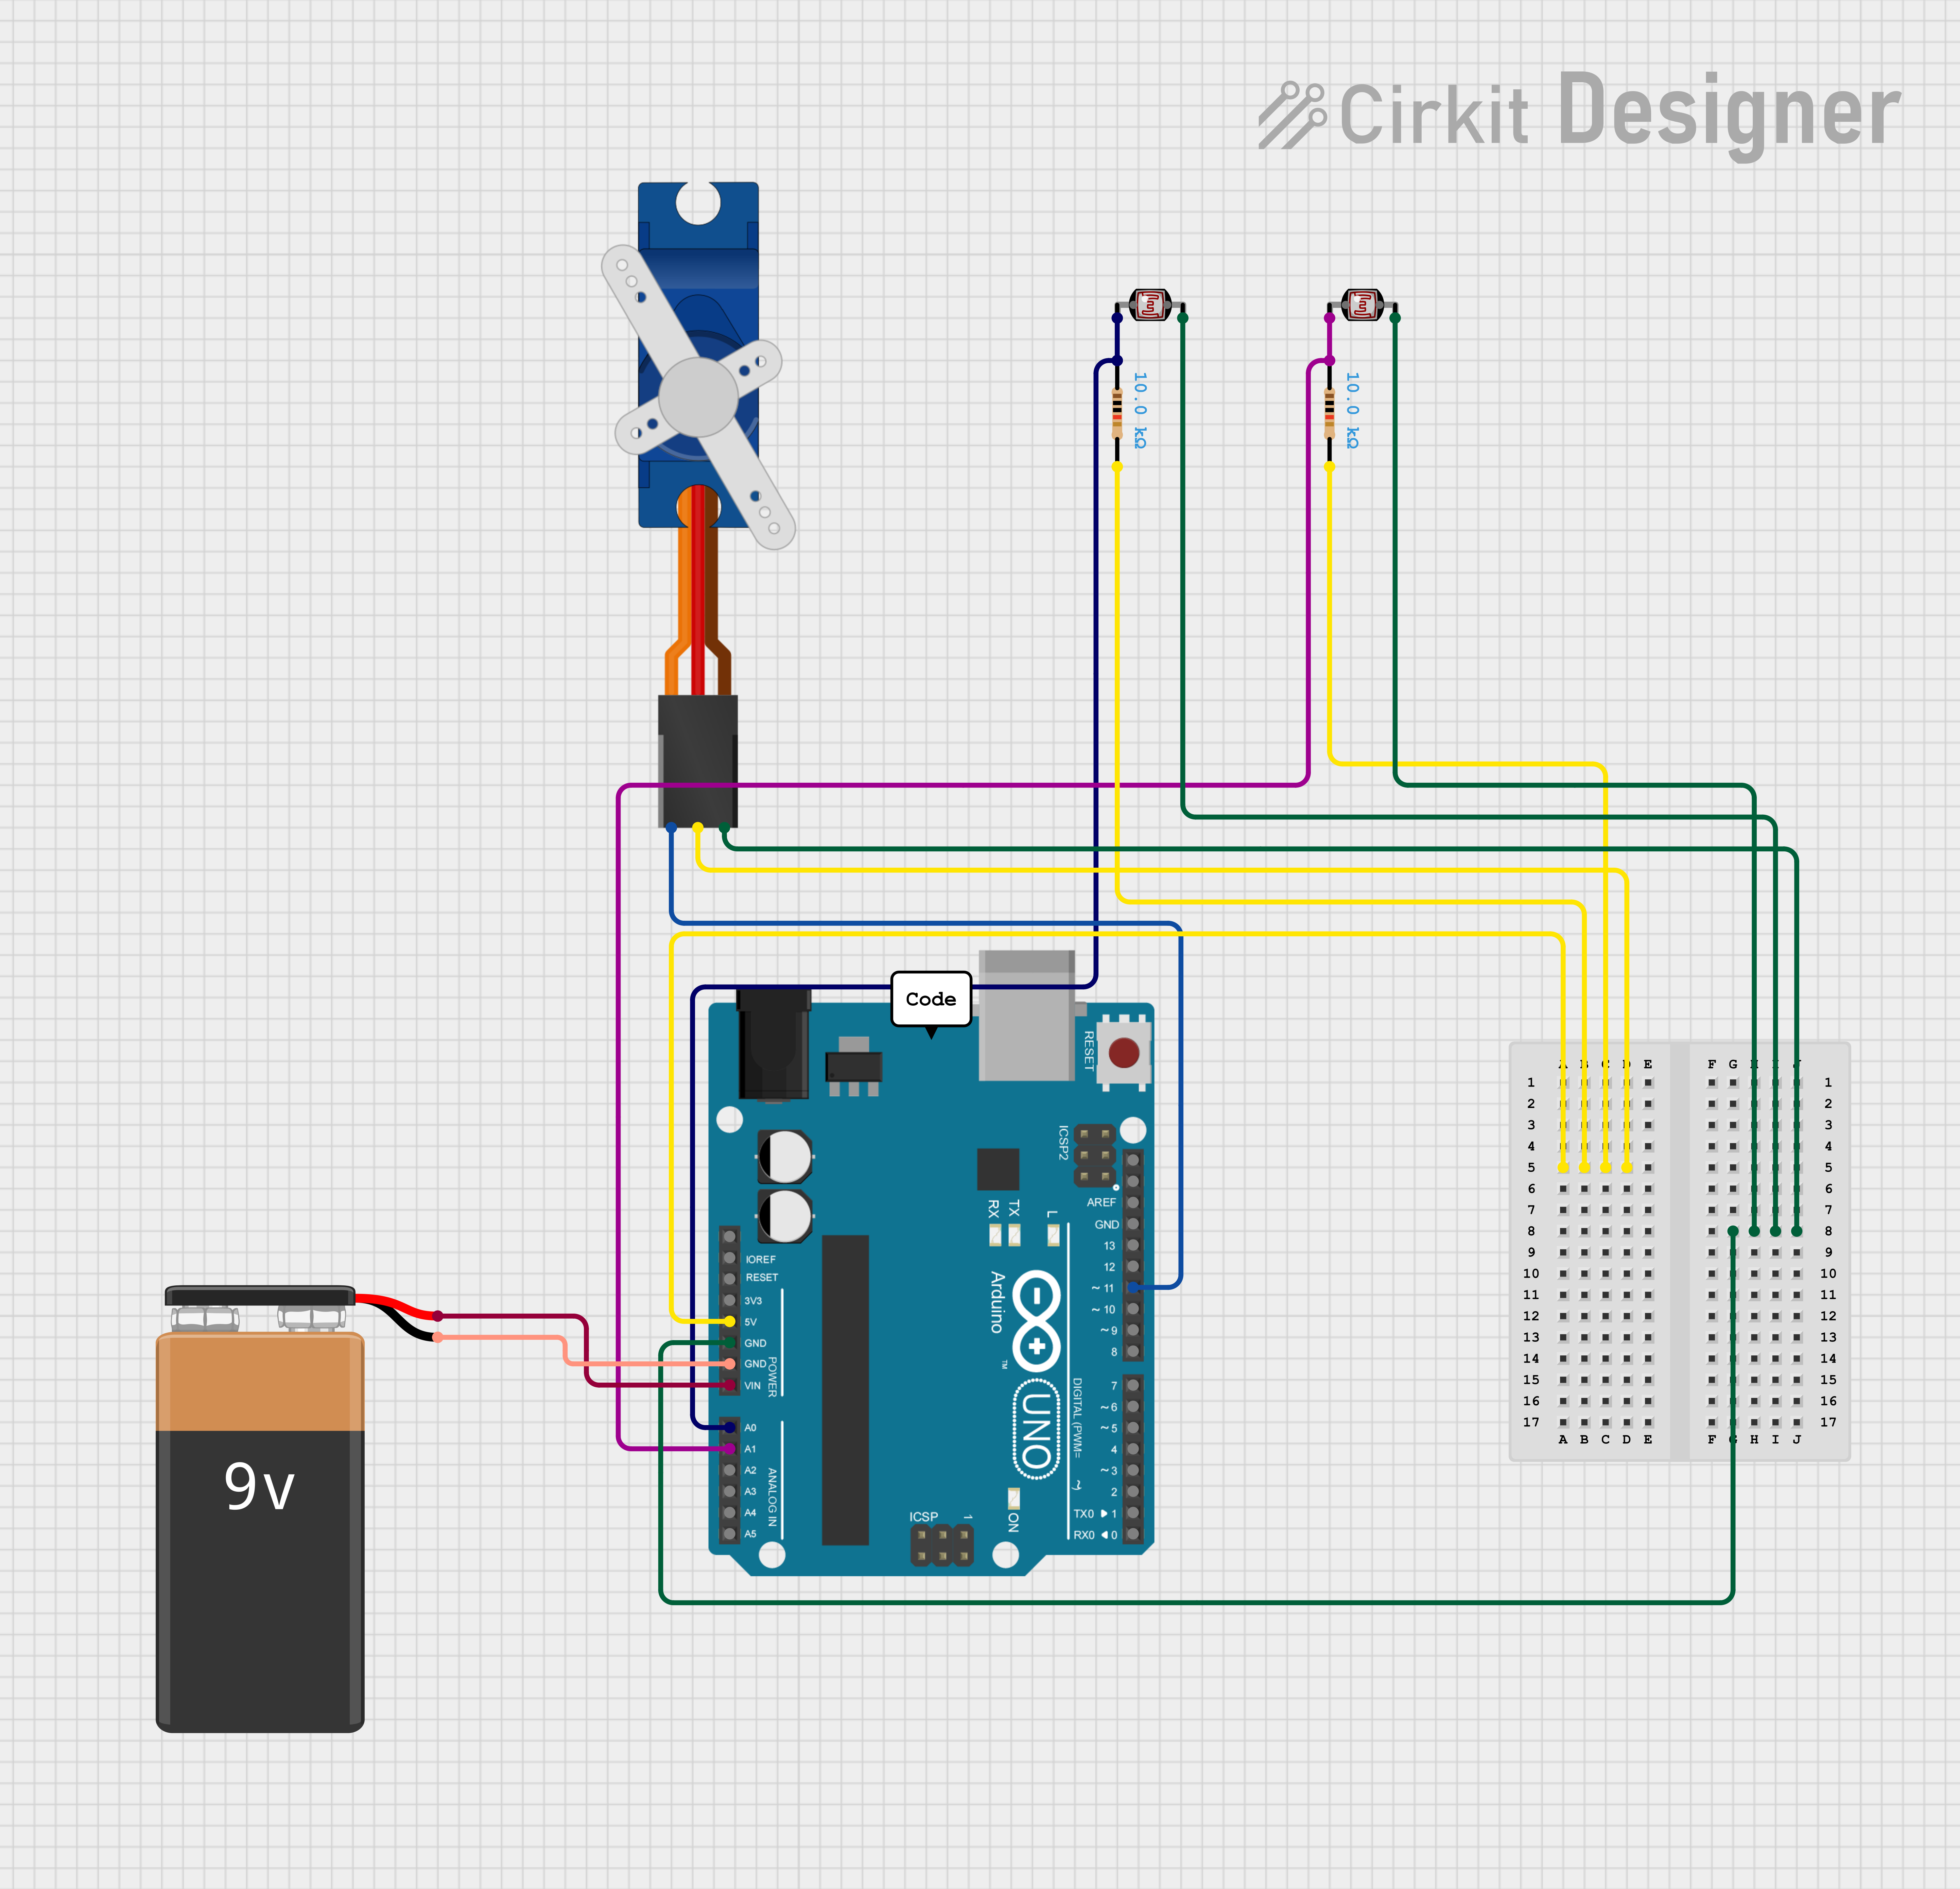 Cirkit Designer
10.0 kΩ
10.0 kΩ
Code
RESET
ICSP2
AREF
GND
13
12
~ 11
~ 10
~ 9
8
7
~ 6
~ 5
4
~ 3
2
TX0 ▶ 1
RX0 ◀ 0
RX
TX
L
IOREF
RESET
3V3
5V
GND
GND
VIN
POWER
A0
A1
A2
A3
A4
A5
ANALOG IN
Arduino
TM
UNO
DIGITAL (PWM= ~)
ON
ICSP
1
9v
A B C D E F G H I J
1 1
2 2
3 3
4 4
5 5
6 6
7 7
8 8
9 9
10 10
11 11
12 12
13 13
14 14
15 15
16 16
17 17
A B C D E F G H I J